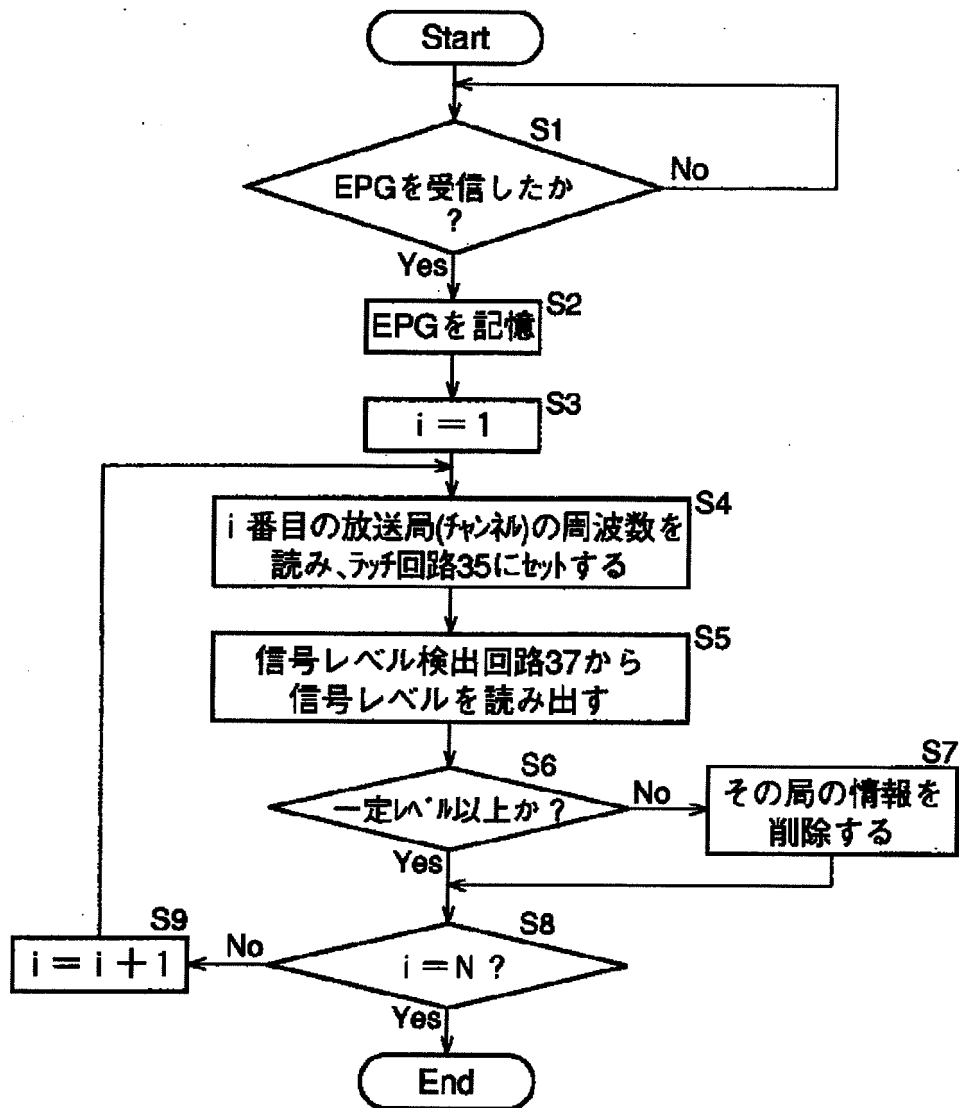 Start
S1
EPGを受信したか
?
No
Yes
S2
EPGを記憶
S3
i = 1
S4
i 番目の放送局(チャンネル)の周波数を
読み、ラッチ回路35にセットする
S5
信号レベル検出回路37から
信号レベルを読み出す
S6
一定レベル以上か?
No
Yes
S7
その局の情報を
削除する
S8
i = N ?
No
Yes
S9
i = i + 1
End